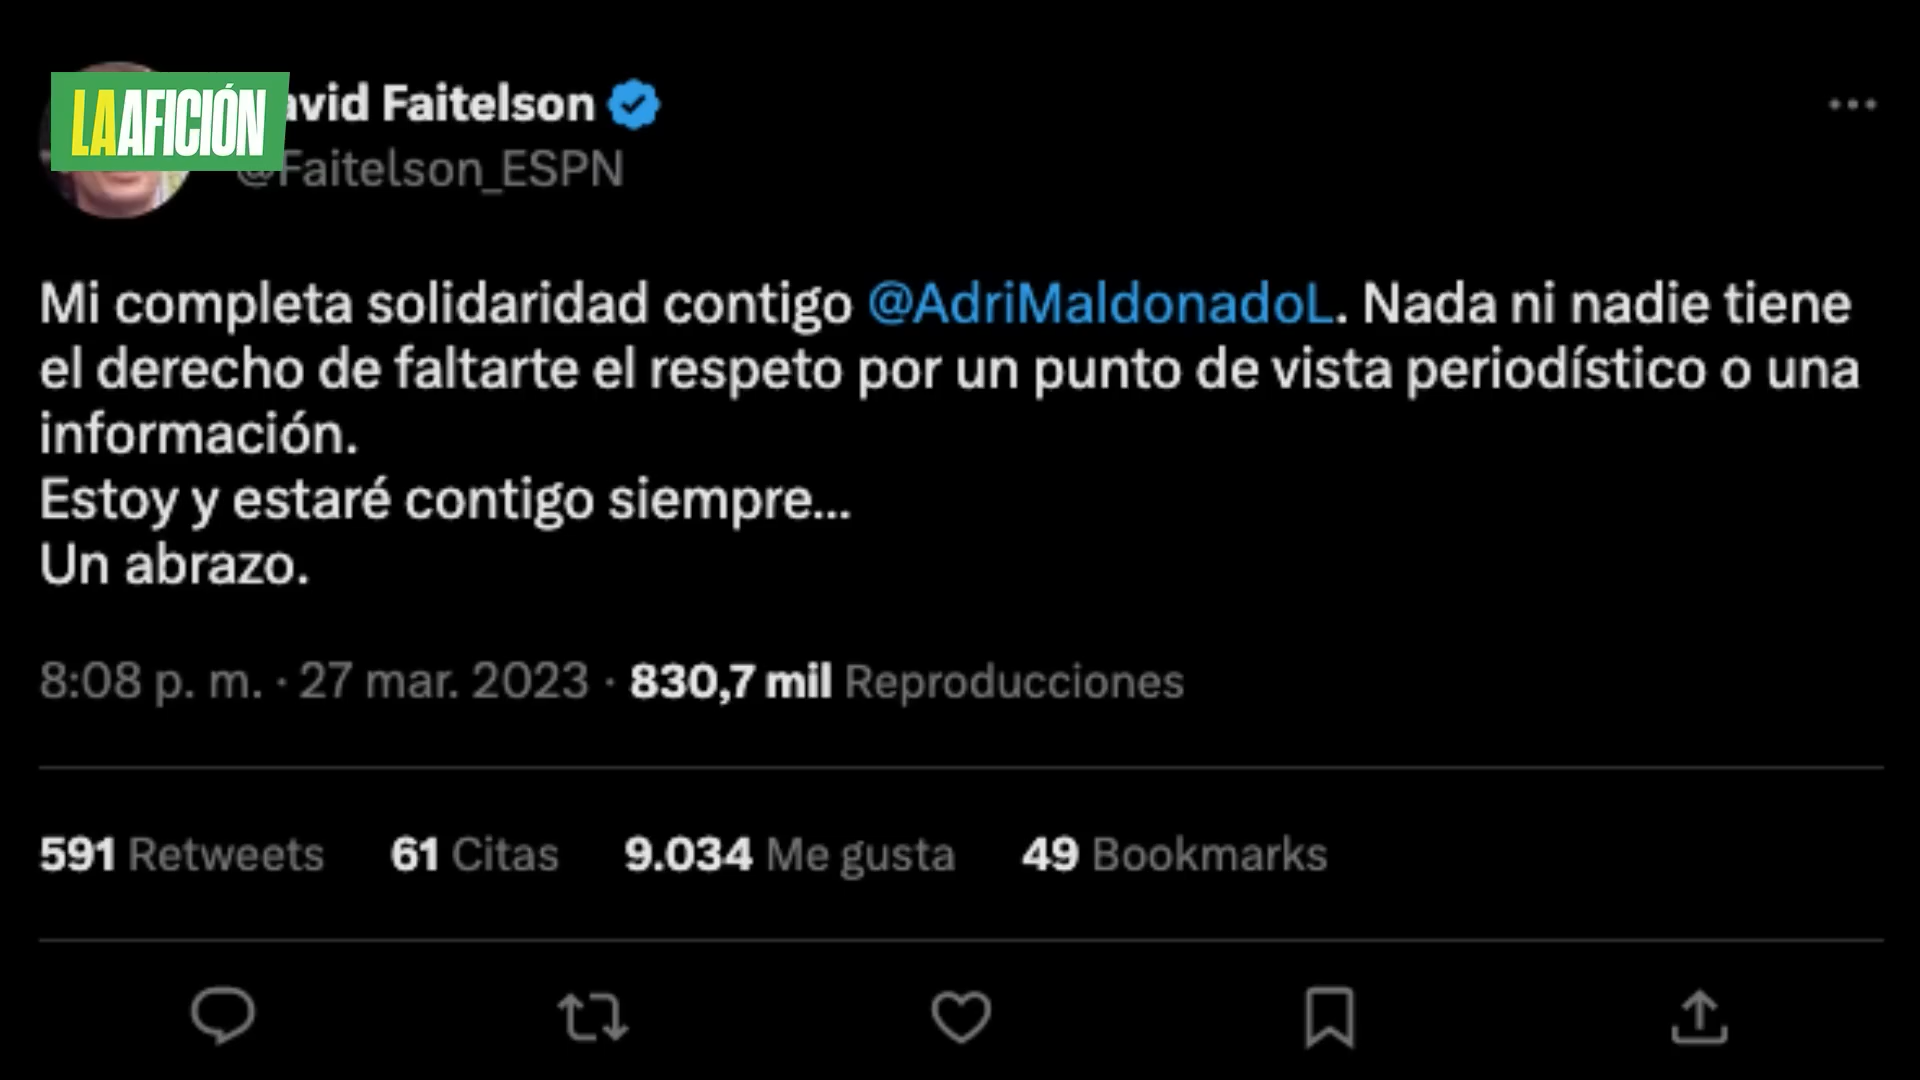 LAAFICIÓN
avid Faitelson
@Faitelson_ESPN
Mi completa solidaridad contigo @AdriMaldonadoL. Nada ni nadie tiene
el derecho de faltarte el respeto por un punto de vista periodístico o una
información.
Estoy y estaré contigo siempre...
Un abrazo.
8:08 p. m. · 27 mar. 2023 · 830,7 mil Reproducciones
591 Retweets 61 Citas 9.034 Me gusta 49 Bookmarks